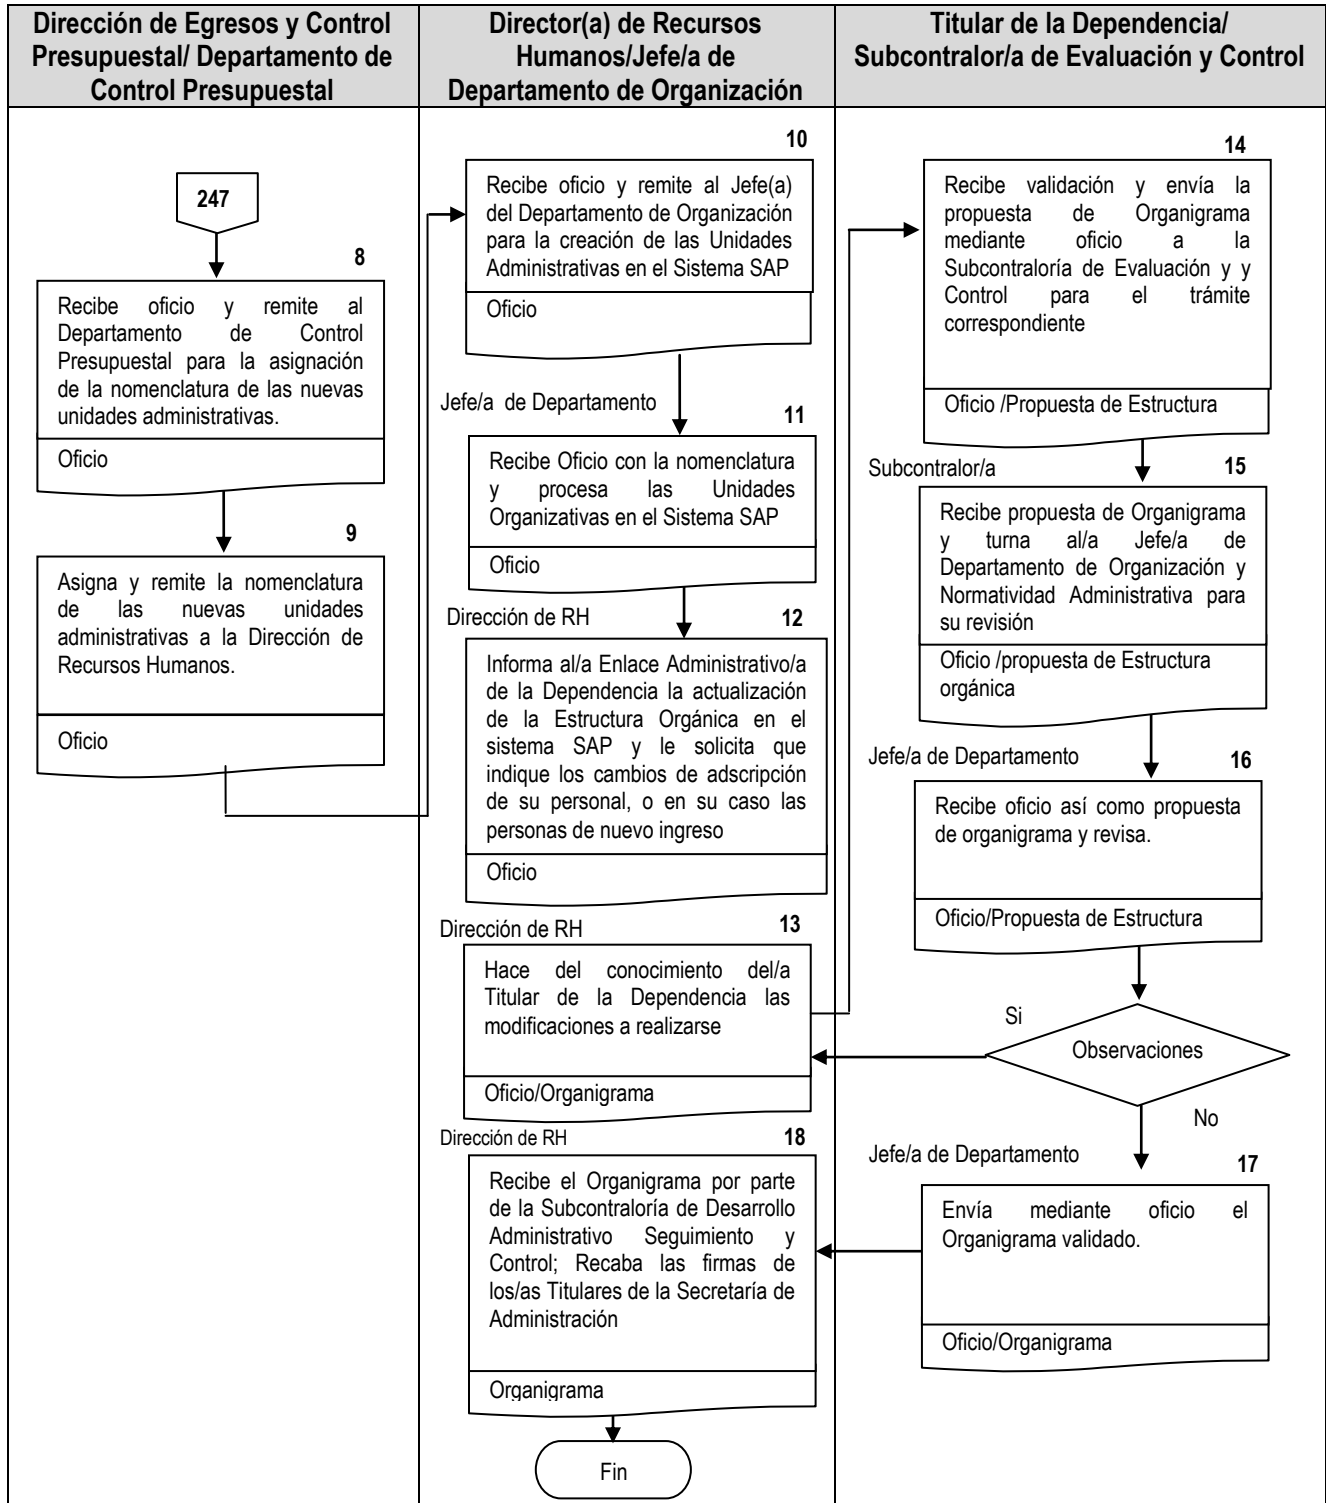 Dirección de Egresos y Control
Presupuestal/ Departamento de
Control Presupuestal
Director(a) de Recursos
Humanos/Jefe/a de
Departamento de Organización
Titular de la Dependencia/
Subcontralor/a de Evaluación y Control
247
8
Recibe oficio y remite al
Departamento de Control
Presupuestal para la asignación
de la nomenclatura de las nuevas
unidades administrativas.
Oficio
9
Asigna y remite la nomenclatura
de las nuevas unidades
administrativas a la Dirección de
Recursos Humanos.
Oficio
10
Recibe oficio y remite al Jefe(a)
del Departamento de Organización
para la creación de las Unidades
Administrativas en el Sistema SAP
Oficio
Jefe/a de Departamento
11
Recibe Oficio con la nomenclatura
y procesa las Unidades
Organizativas en el Sistema SAP
Oficio
Dirección de RH
12
Informa al/a Enlace Administrativo/a
de la Dependencia la actualización
de la Estructura Orgánica en el
sistema SAP y le solicita que
indique los cambios de adscripción
de su personal, o en su caso las
personas de nuevo ingreso
Oficio
Dirección de RH
13
Hace del conocimiento del/a
Titular de la Dependencia las
modificaciones a realizarse
Oficio/Organigrama
14
Recibe validación y envía la
propuesta de Organigrama
mediante oficio a la
Subcontraloría de Evaluación y y
Control para el trámite
correspondiente
Oficio /Propuesta de Estructura
Subcontralor/a
15
Recibe propuesta de Organigrama
y turna al/a Jefe/a de
Departamento de Organización y
Normatividad Administrativa para
su revisión
Oficio /propuesta de Estructura
orgánica
Jefe/a de Departamento
16
Recibe oficio así como propuesta
de organigrama y revisa.
Oficio/Propuesta de Estructura
Si
Observaciones
No
Jefe/a de Departamento
17
Envía mediante oficio el
Organigrama validado.
Oficio/Organigrama
Dirección de RH
18
Recibe el Organigrama por parte
de la Subcontraloría de Desarrollo
Administrativo Seguimiento y
Control; Recaba las firmas de
los/as Titulares de la Secretaría de
Administración
Organigrama
Fin